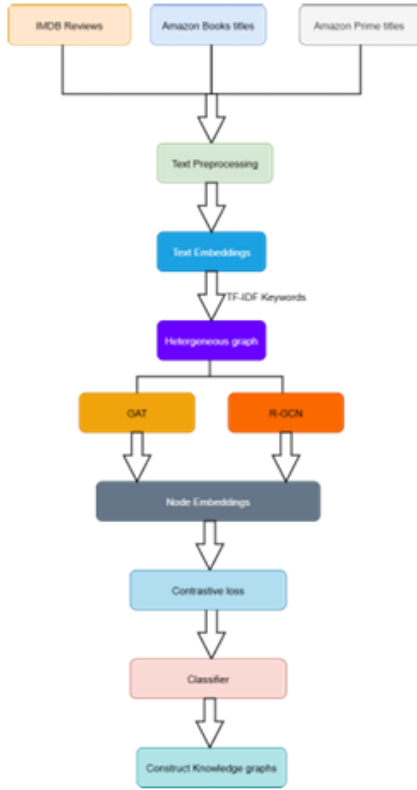 IMDB Reviews
Amazon Books titles
Amazon Prime titles
Text Preprocessing
Text Embeddings
TF-IDF Keywords
Hetergeneous graph
GAT
R-GCN
Node Embeddings
Contrastive loss
Classifier
Construct Knowledge graphs